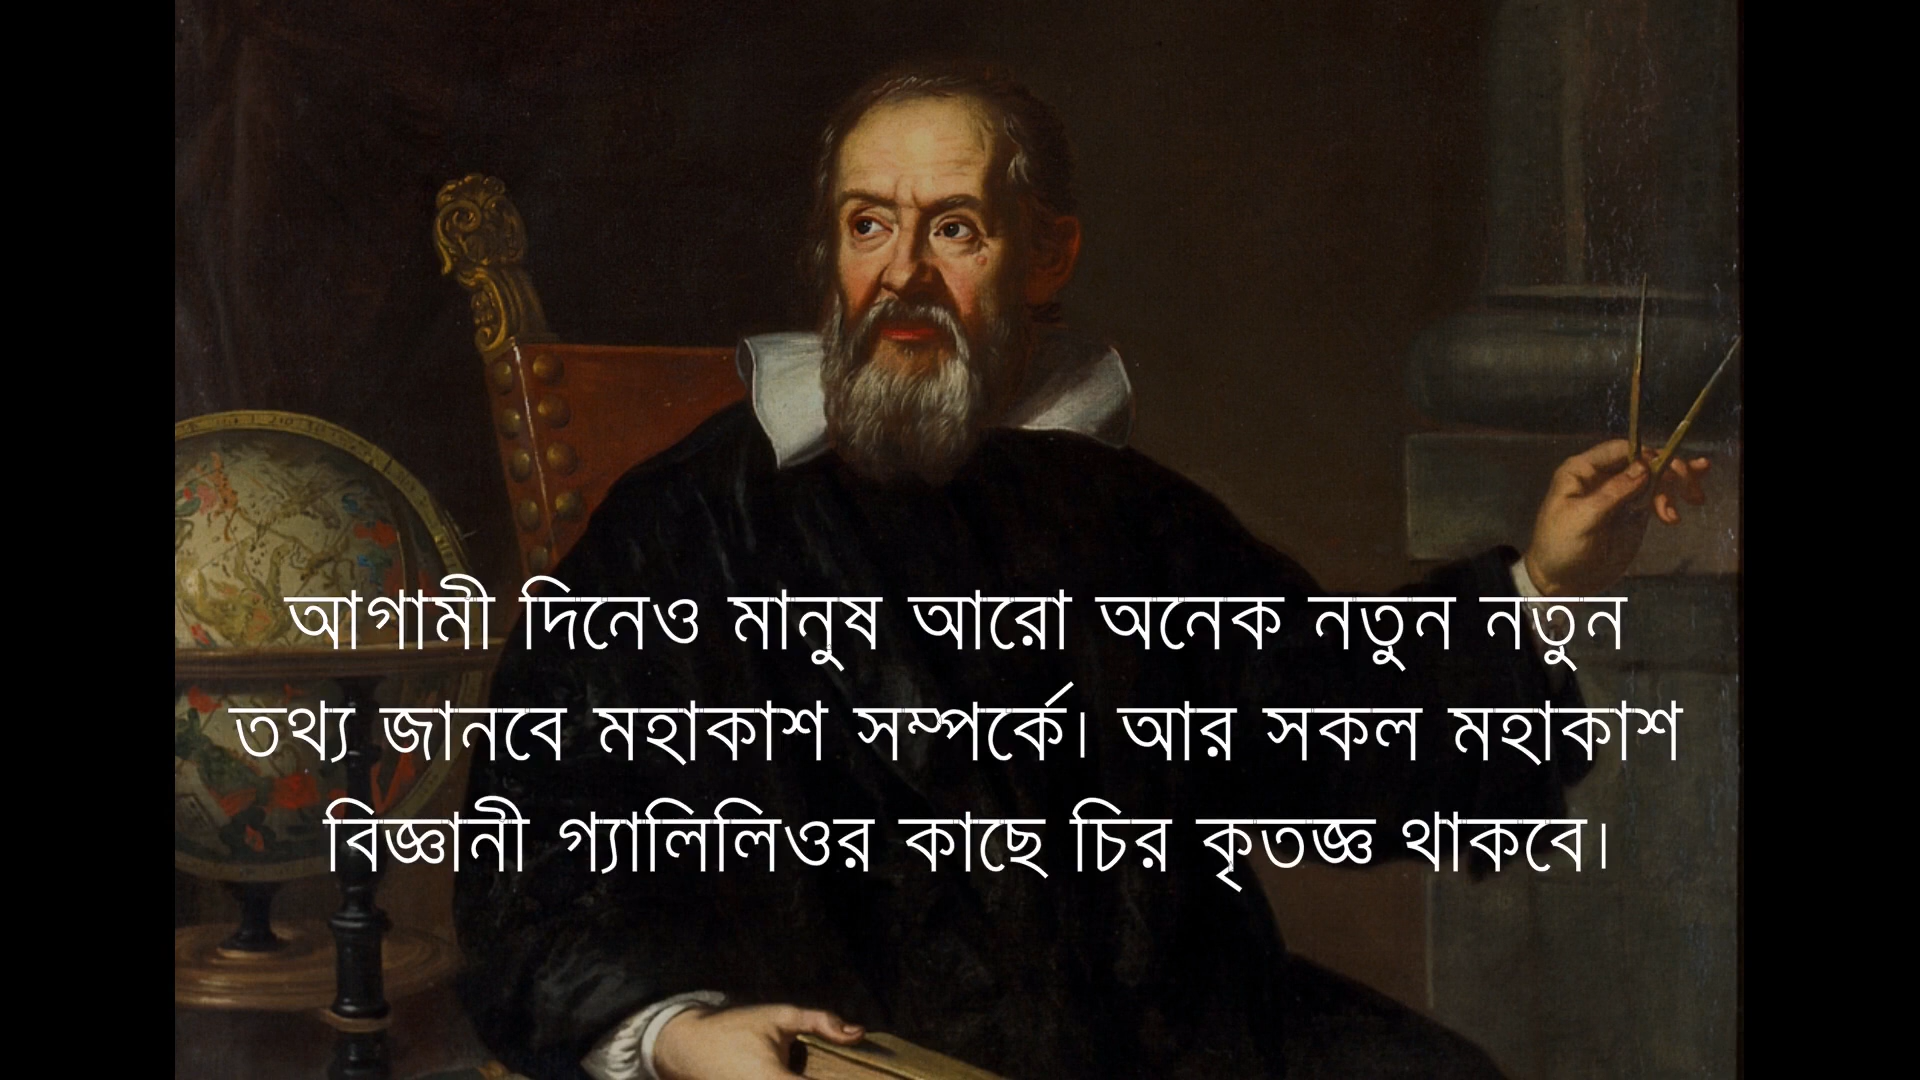 আগামী দিনেও মানুষ আরো অনেক নতুন নতুন
তথ্য জানবে মহাকাশ সম্পর্কে। আর সকল মহাকাশ
বিজ্ঞানী গ্যালিলিওর কাছে চির কৃতজ্ঞ থাকবে।